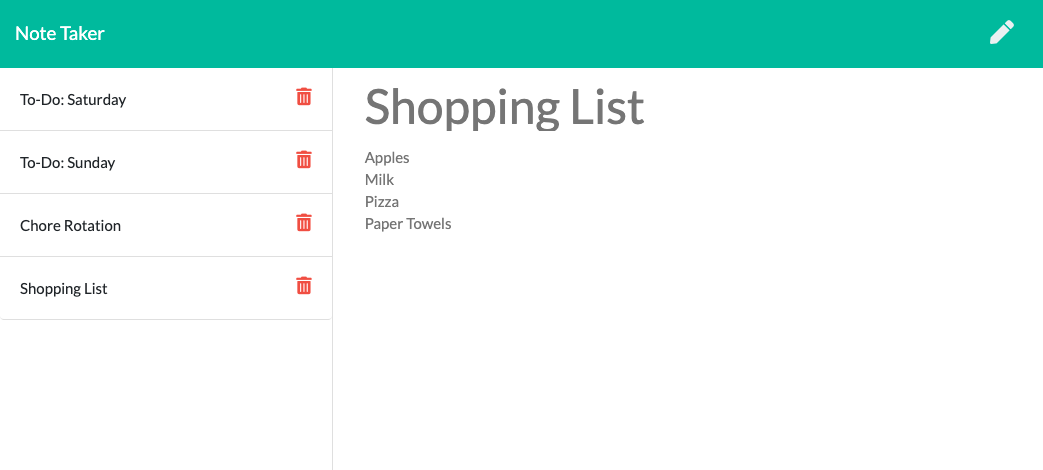 Note Taker
To-Do: Saturday
To-Do: Sunday
Chore Rotation
Shopping List
Shopping List
Apples
Milk
Pizza
Paper Towels